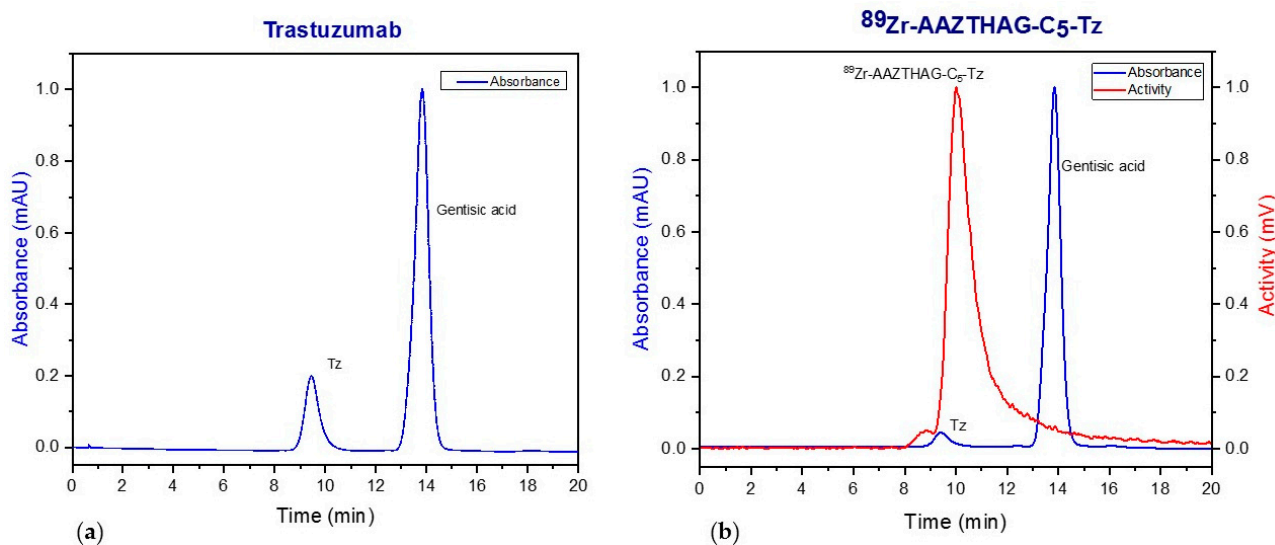 Trastuzumab
Absorbance
1.0
0.8
0.6
0.4
0.2
0.0
Absorbance (mAU)
Gentisic acid
Tz
0 2 4 6 8 10 12 14 16 18 20
Time (min)
(a)
⁸⁹Zr-AAZTHAG-C5-Tz
⁸⁹Zr-AAZTHAG-C₅-Tz
Absorbance
Activity
1.0
0.8
0.6
0.4
0.2
0.0
Absorbance (mAU)
Gentisic acid
Tz
1.0
0.8
0.6
0.4
0.2
0.0
Activity (mV)
0 2 4 6 8 10 12 14 16 18 20
Time (min)
(b)